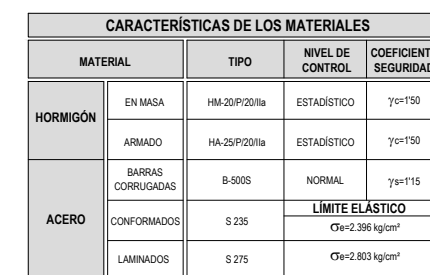 CARACTERÍSTICAS DE LOS MATERIALES
MATERIAL TIPO NIVEL DE CONTROL COEFICIENT SEGURIDAD
HORMIGÓN
EN MASA HM-20/P/20/IIa ESTADÍSTICO γc=1'50
ARMADO HA-25/P/20/IIa ESTADÍSTICO γc=1'50
ACERO
BARRAS CORRUGADAS B-500S NORMAL γs=1'15
LÍMITE ELÁSTICO
CONFORMADOS S 235 σe=2.396 kg/cm²
LAMINADOS S 275 σe=2.803 kg/cm²